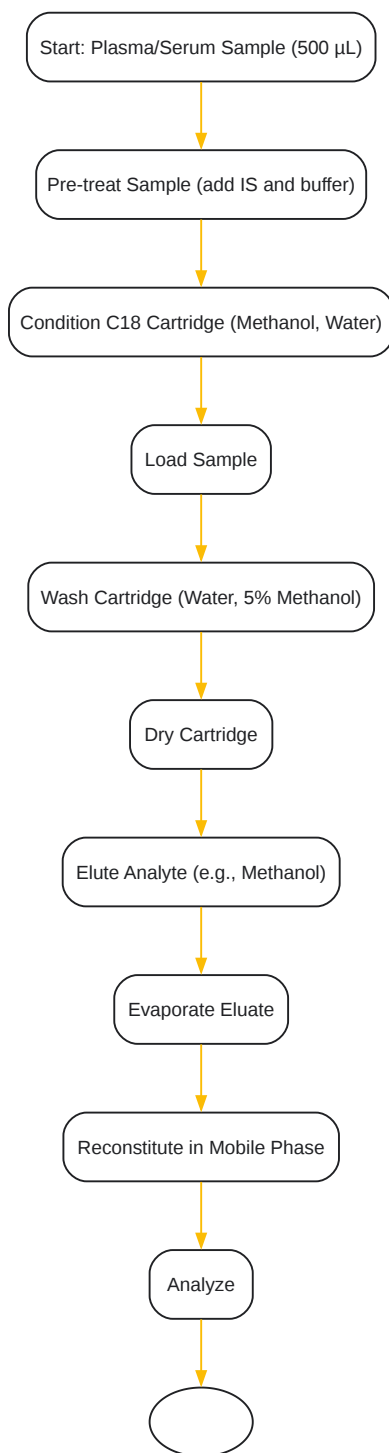 Start: Plasma/Serum Sample (500 µL)
Pre-treat Sample (add IS and buffer)
Condition C18 Cartridge (Methanol, Water)
Load Sample
Wash Cartridge (Water, 5% Methanol)
Dry Cartridge
Elute Analyte (e.g., Methanol)
Evaporate Eluate
Reconstitute in Mobile Phase
Analyze